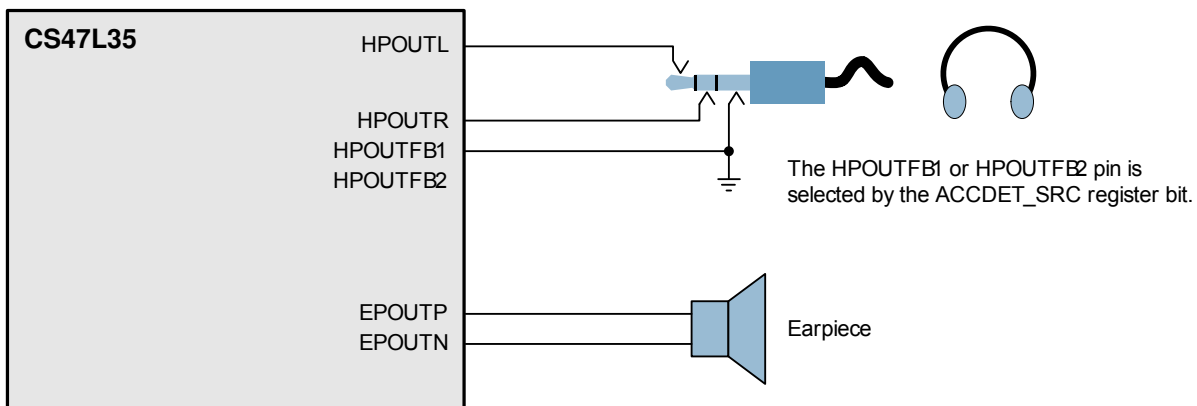 CS47L35
HPOUTL
HPOUTR
HPOUTFB1
HPOUTFB2
The HPOUTFB1 or HPOUTFB2 pin is
selected by the ACCDET_SRC register bit.
EPOUTP
EPOUTN
Earpiece